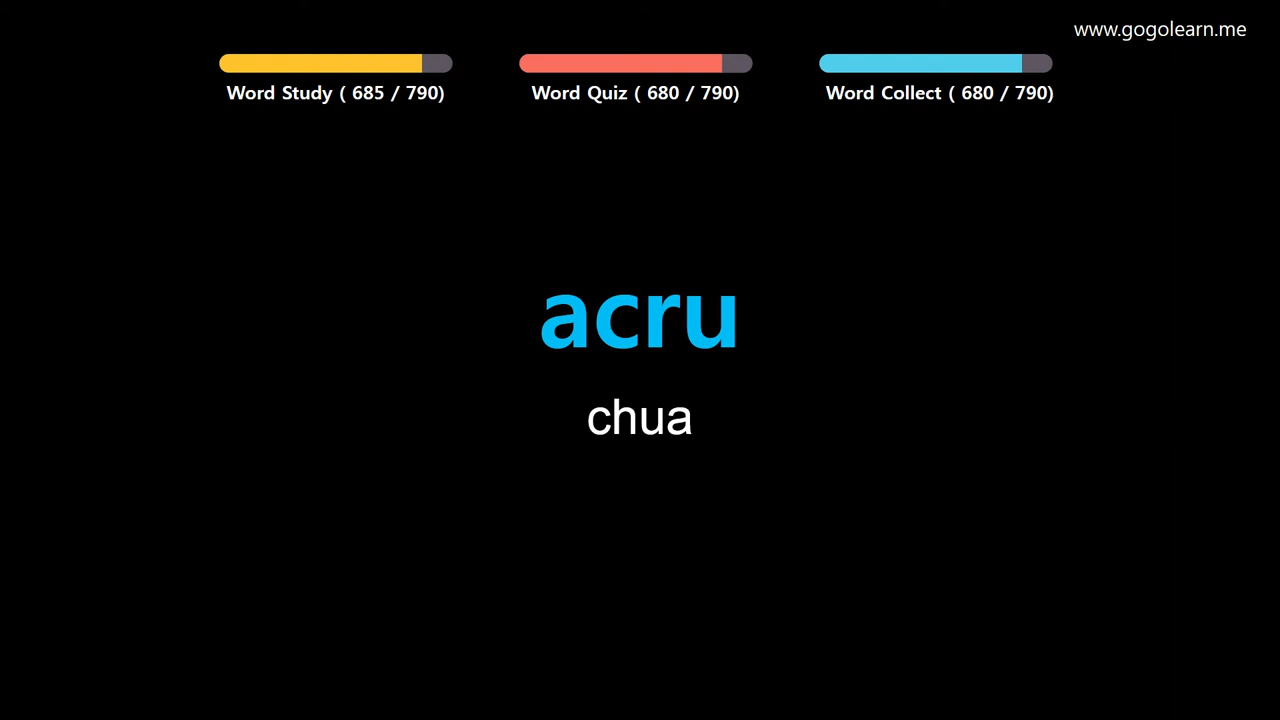 www.gogolearn.me
Word Study ( 685 / 790)
Word Quiz ( 680 / 790)
Word Collect ( 680 / 790)
acru
chua